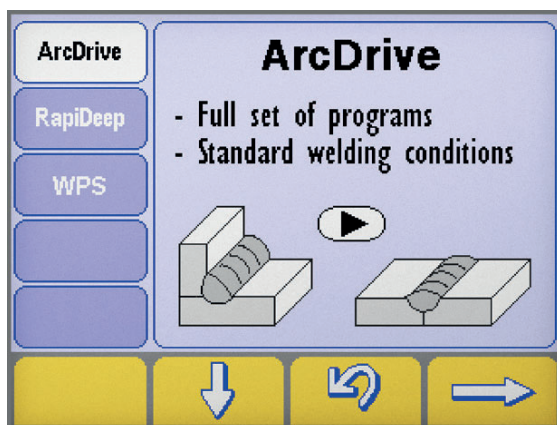 ArcDrive
RapiDeep
WPS
ArcDrive
- Full set of programs
- Standard welding conditions